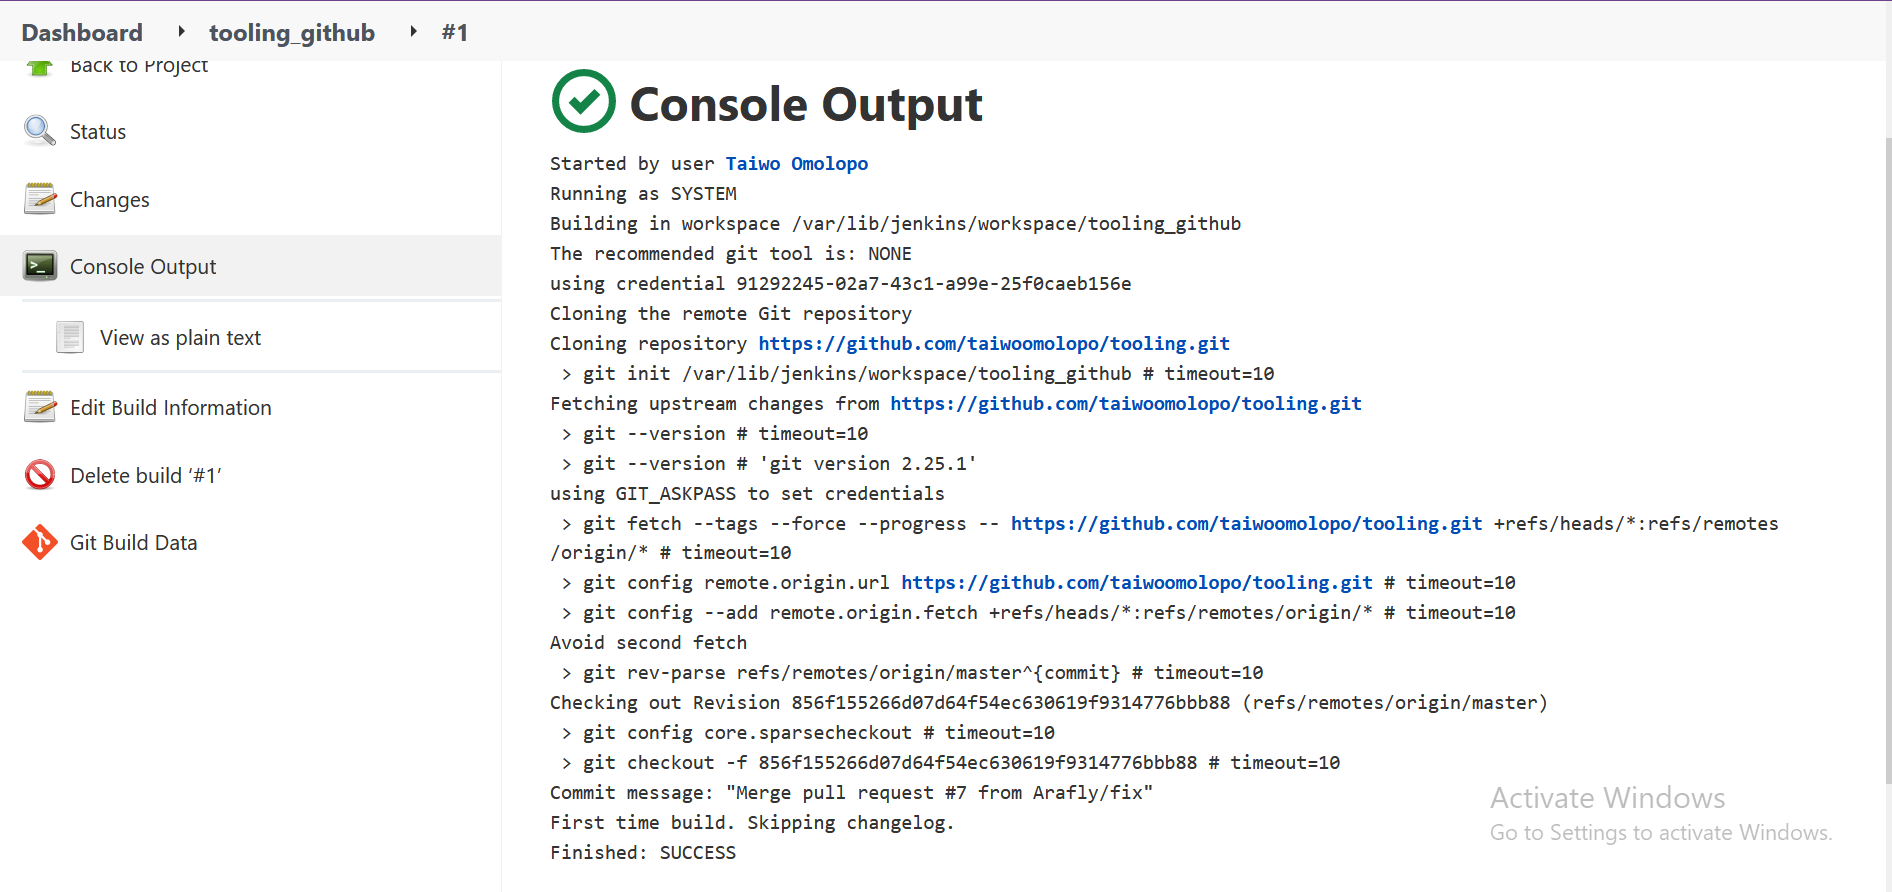 Dashboard
tooling_github
#1
Back to Project
Status
Changes
Console Output
View as plain text
Edit Build Information
Delete build ‘#1’
Git Build Data
Console Output
Started by user Taiwo Omolopo
Running as SYSTEM
Building in workspace /var/lib/jenkins/workspace/tooling_github
The recommended git tool is: NONE
using credential 91292245-02a7-43c1-a99e-25f0caeb156e
Cloning the remote Git repository
Cloning repository https://github.com/taiwoomolopo/tooling.git
> git init /var/lib/jenkins/workspace/tooling_github # timeout=10
Fetching upstream changes from https://github.com/taiwoomolopo/tooling.git
> git --version # timeout=10
> git --version # 'git version 2.25.1'
using GIT_ASKPASS to set credentials
> git fetch --tags --force --progress -- https://github.com/taiwoomolopo/tooling.git +refs/heads/*:refs/remotes
/origin/* # timeout=10
> git config remote.origin.url https://github.com/taiwoomolopo/tooling.git # timeout=10
> git config --add remote.origin.fetch +refs/heads/*:refs/remotes/origin/* # timeout=10
Avoid second fetch
> git rev-parse refs/remotes/origin/master^{commit} # timeout=10
Checking out Revision 856f155266d07d64f54ec630619f9314776bbb88 (refs/remotes/origin/master)
> git config core.sparsecheckout # timeout=10
> git checkout -f 856f155266d07d64f54ec630619f9314776bbb88 # timeout=10
Commit message: "Merge pull request #7 from Arafly/fix"
First time build. Skipping changelog.
Finished: SUCCESS
Activate Windows
Go to Settings to activate Windows.